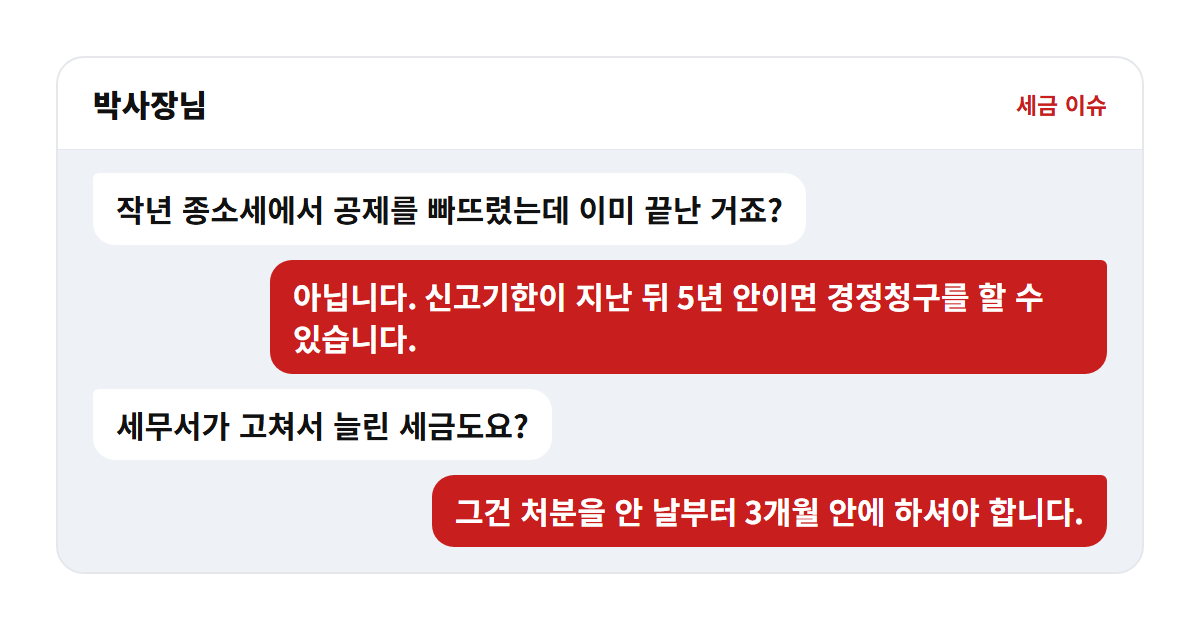 박사장님
세금 이슈
작년 종소세에서 공제를 빠뜨렸는데 이미 끝난 거죠?
아닙니다. 신고기한이 지난 뒤 5년 안이면 경정청구를 할 수
있습니다.
세무서가 고쳐서 늘린 세금도요?
그건 처분을 안 날부터 3개월 안에 하셔야 합니다.